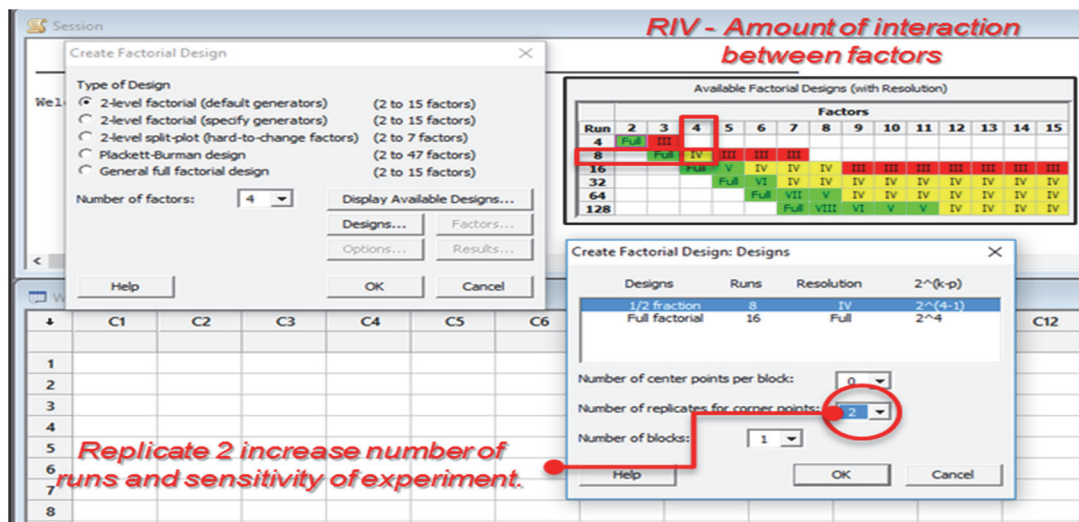 Session
RIV - Amount of interaction
between factors
Create Factorial Design
Type of Design
2-level factorial (default generators) (2 to 15 factors)
2-level factorial (specify generators) (2 to 15 factors)
2-level split-plot (hard-to-change factors) (2 to 7 factors)
Plackett-Burman design (2 to 47 factors)
General full factorial design (2 to 15 factors)
Number of factors: 4 Display Available Designs...
Designs... Factors...
Options... Results...
Help OK Cancel
Wel
Available Factorial Designs (with Resolution)
Factors
Run 2 3 4 5 6 7 8 9 10 11 12 13 14 15
4 Full III
8 Full IV III III III
16 Full V IV IV IV III III III III III III III
32 Full VI IV IV IV IV IV IV IV IV IV
64 Full VII V IV IV IV IV IV IV IV
128 Full VIII VI V V IV IV IV IV
Create Factorial Design: Designs
Designs Runs Resolution 2^(k-p)
1/2 fraction 8 IV 2^(4-1)
Full factorial 16 Full 2^4
Number of center points per block: 0
Number of replicates for corner points: 2
Number of blocks: 1
Help OK Cancel
W
C1 C2 C3 C4 C5 C6 C12
1
2
3
4
5
6
7
8
Replicate 2 increase number of
runs and sensitivity of experiment.